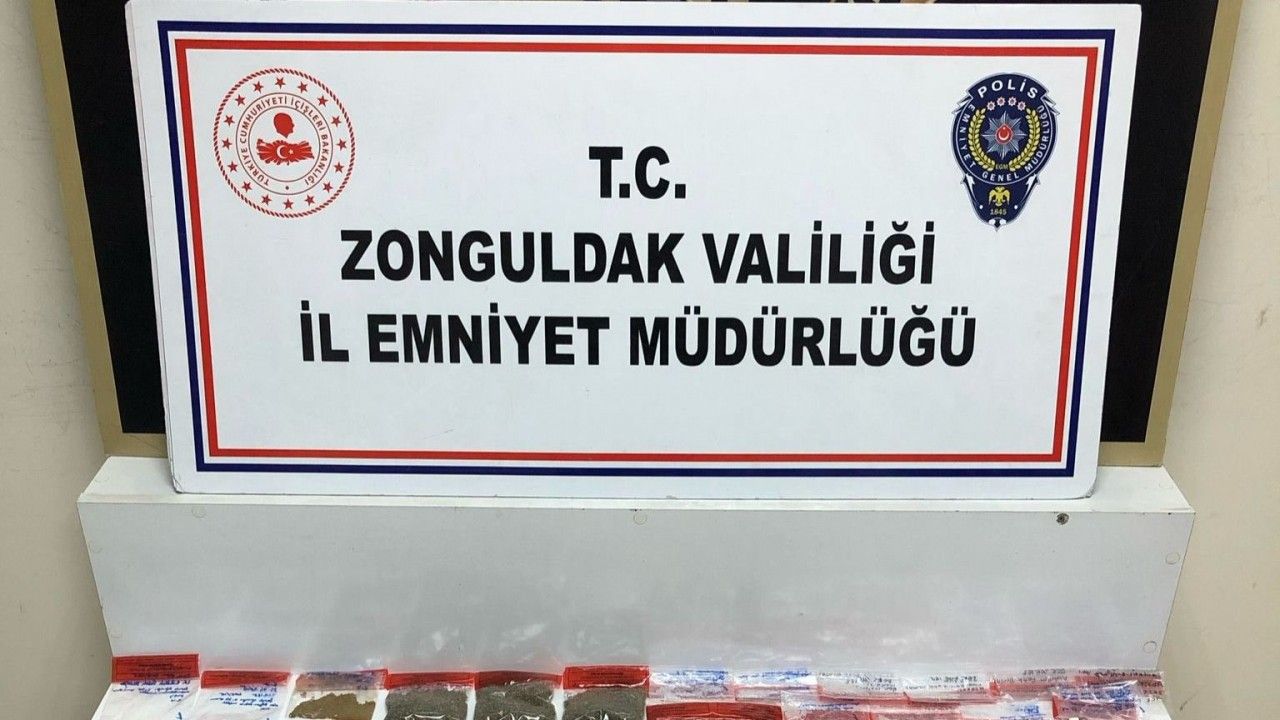 TÜRKİYE CUMHURİYETİ İÇİŞLERİ BAKANLIĞI
POLİS
EMNİYET GENEL MÜDÜRLÜĞÜ
EGM
1845
T.C.
ZONGULDAK VALİLİĞİ
İL EMNİYET MÜDÜRLÜĞÜ